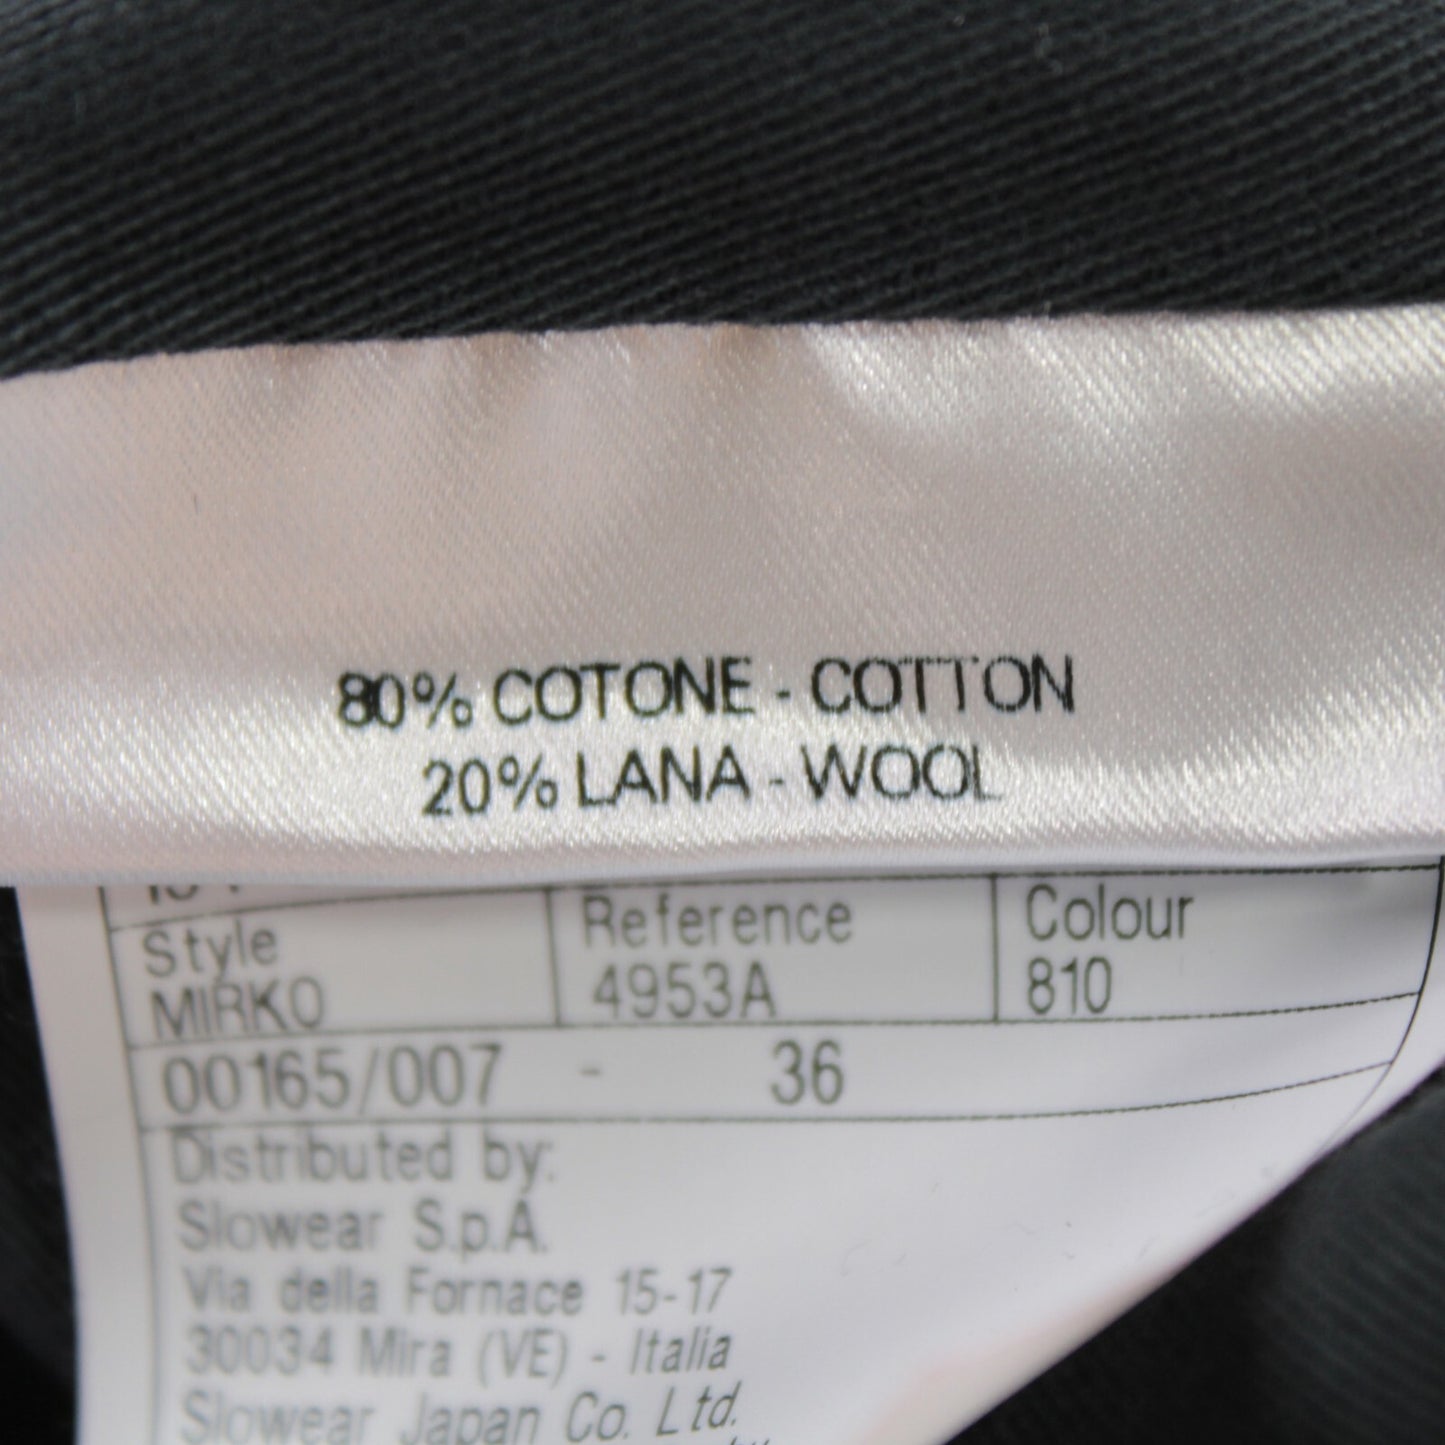 80% COTONE - COTTON
20% LANA - WOOL
Style Reference Colour
MIRKO 4953A 810
00165/007 - 36
Distributed by:
Slowear S.p.A.
Via della Fornace 15-17
30034 Mira (VE) - Italia
Slowear Japan Co. Ltd.
by